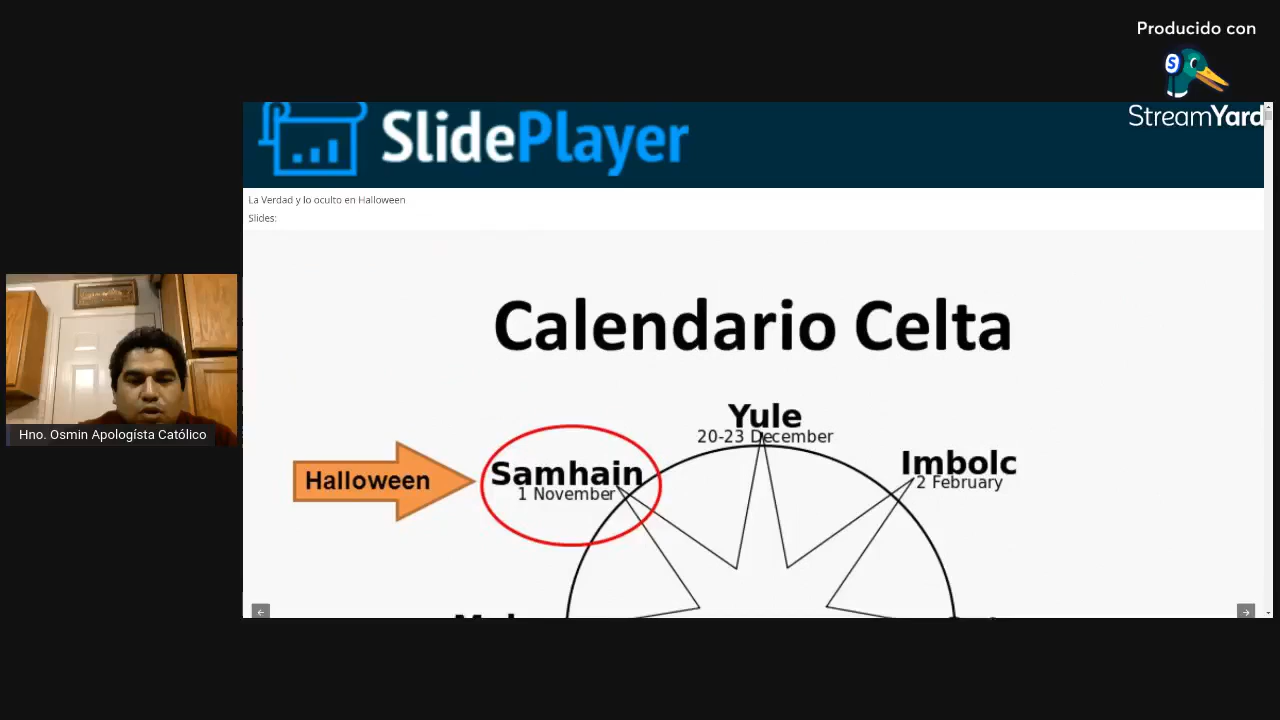 Producido con
StreamYard
SlidePlayer
La Verdad y lo oculto en Halloween
Slides:
Calendario Celta
Yule
20-23 December
Samhain
1 November
Imbolc
2 February
Halloween
Hno. Osmin Apologísta Católico